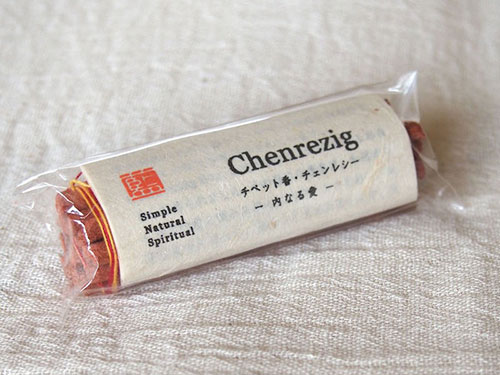 Chenrezig
チベット香・チェンレシー
― 内なる愛 ―
Simple
Natural
Spiritual